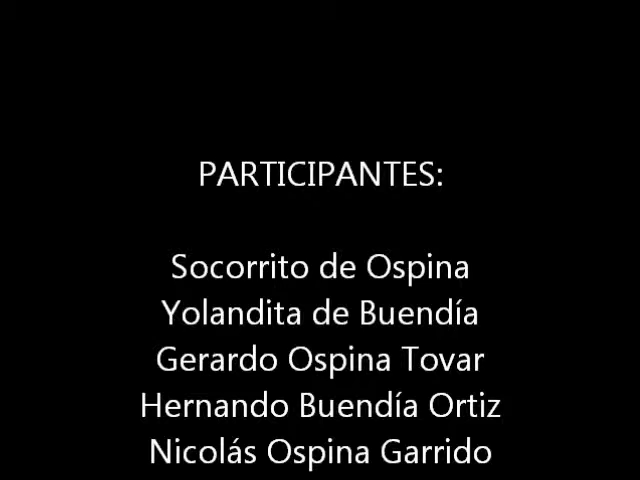 PARTICIPANTES:
Socorrito de Ospina
Yolandita de Buendía
Gerardo Ospina Tovar
Hernando Buendía Ortiz
Nicolás Ospina Garrido